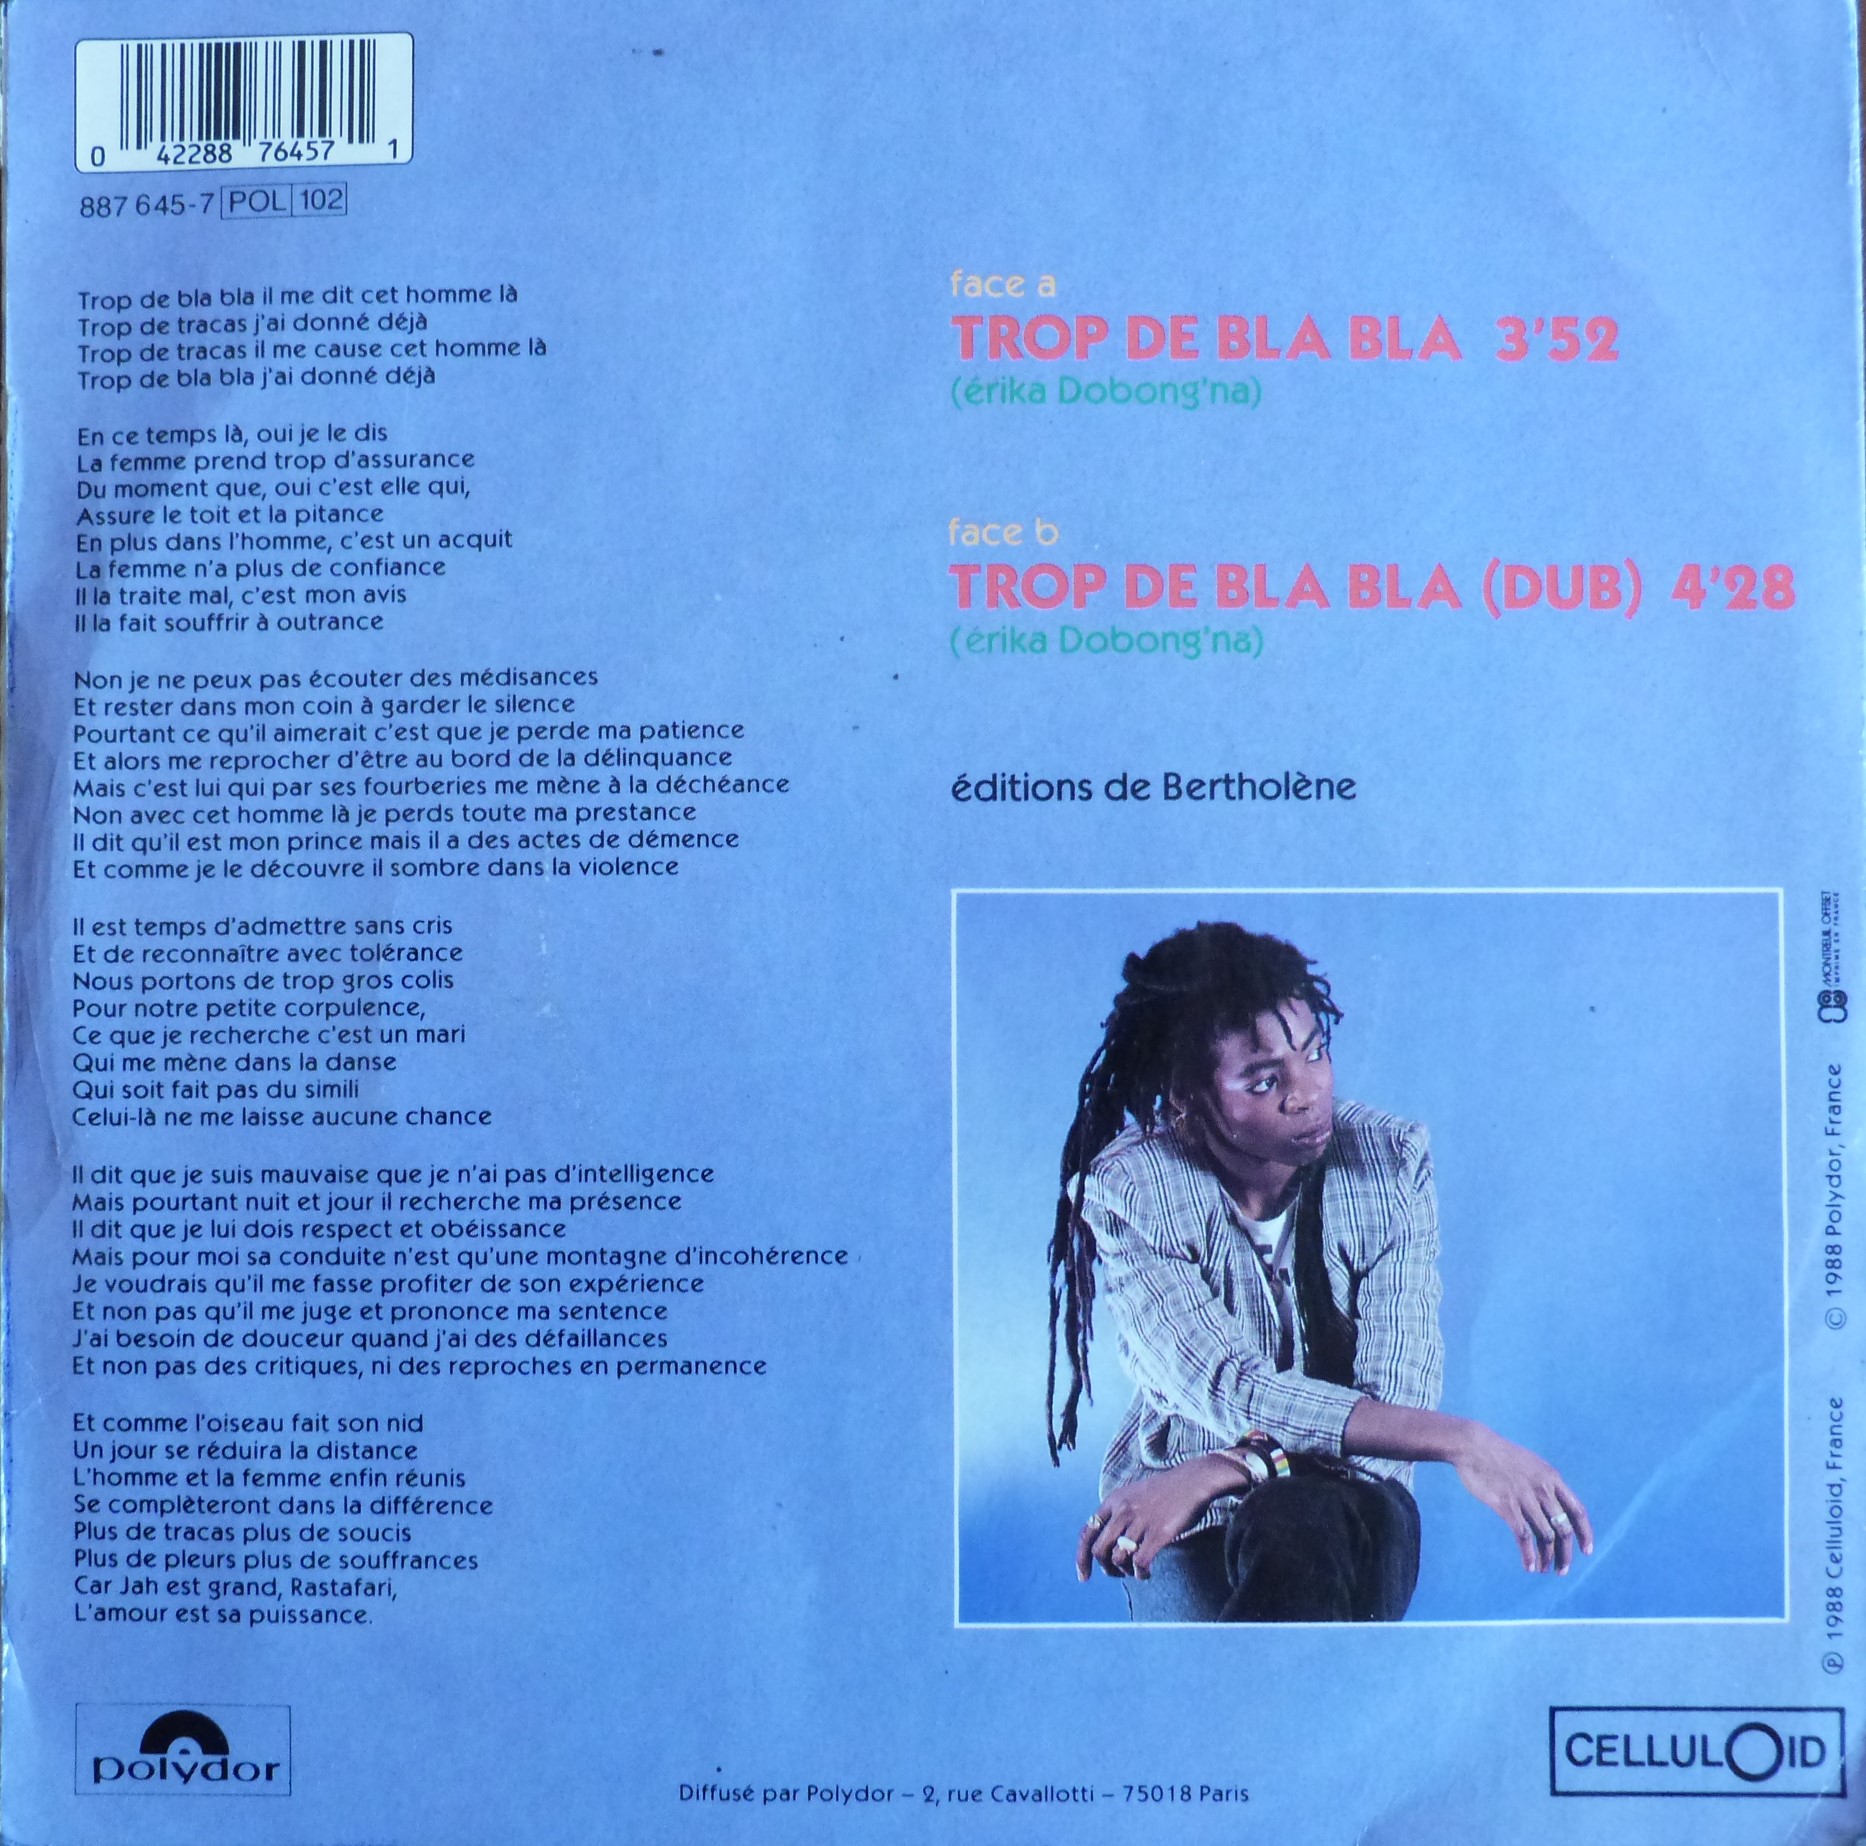 0 42288 76457 1
887 645-7 POL 102
Trop de bla bla il me dit cet homme là
Trop de tracas j'ai donné déjà
Trop de tracas il me cause cet homme là
Trop de bla bla j'ai donné déjà
En ce temps là, oui je le dis
La femme prend trop d'assurance
Du moment que, oui c'est elle qui,
Assure le toit et la pitance
En plus dans l'homme, c'est un acquit
La femme n'a plus de confiance
Il la traite mal, c'est mon avis
Il la fait souffrir à outrance
Non je ne peux pas écouter des médisances
Et rester dans mon coin à garder le silence
Pourtant ce qu'il aimerait c'est que je perde ma patience
Et alors me reprocher d'être au bord de la délinquance
Mais c'est lui qui par ses fourberies me mène à la déchéance
Non avec cet homme là je perds toute ma prestance
Il dit qu'il est mon prince mais il a des actes de démence
Et comme je le découvre il sombre dans la violence
Il est temps d'admettre sans cris
Et de reconnaître avec tolérance
Nous portons de trop gros colis
Pour notre petite corpulence,
Ce que je recherche c'est un mari
Qui me mène dans la danse
Qui soit fait pas du simili
Celui-là ne me laisse aucune chance
Il dit que je suis mauvaise que je n'ai pas d'intelligence
Mais pourtant nuit et jour il recherche ma présence
Il dit que je lui dois respect et obéissance
Mais pour moi sa conduite n'est qu'une montagne d'incohérence
Je voudrais qu'il me fasse profiter de son expérience
Et non pas qu'il me juge et prononce ma sentence
J'ai besoin de douceur quand j'ai des défaillances
Et non pas des critiques, ni des reproches en permanence
Et comme l'oiseau fait son nid
Un jour se réduira la distance
L'homme et la femme enfin réunis
Se complèteront dans la différence
Plus de tracas plus de soucis
Plus de pleurs plus de souffrances
Car Jah est grand, Rastafari,
L'amour est sa puissance.
face a
TROP DE BLA BLA 3'52
(érika Dobong'na)
face b
TROP DE BLA BLA (DUB) 4'28
(érika Dobong'na)
éditions de Bertholène
MONTREUIL OFFSET
IMPRIMÉ EN FRANCE
© 1988 Polydor, France
℗ 1988 Celluloid, France
polydor
Diffusé par Polydor – 2, rue Cavallotti – 75018 Paris
CELLULOID